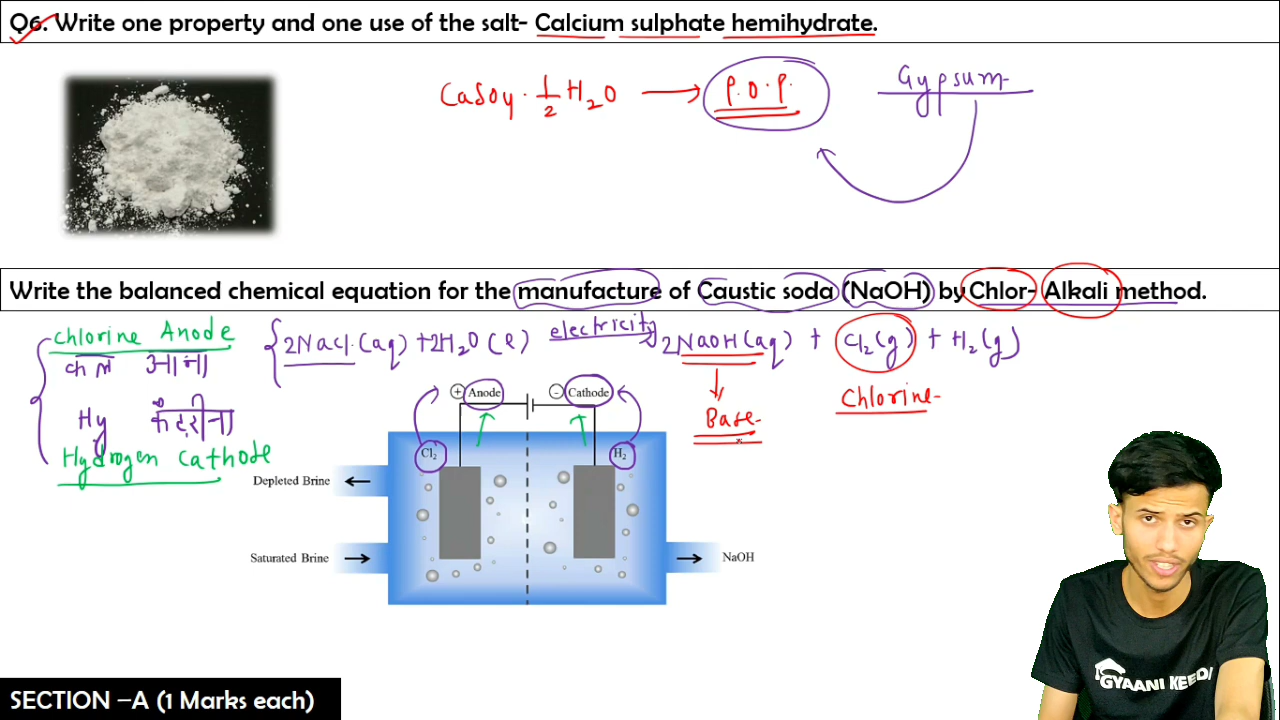 Q6. Write one property and one use of the salt- Calcium sulphate hemihydrate.
CaSO4 · 1/2 H2O → P.O.P. Gypsum
Write the balanced chemical equation for the manufacture of Caustic soda (NaOH) by Chlor- Alkali method.
Chlorine Anode
2NaCl (aq) + 2H2O (l) electricity 2NaOH (aq) + Cl2 (g) + H2 (g)
आना
Chlorine
Base
+ Anode
− Cathode
Hy
Hydrogen Cathode
Cl2
H2
Depleted Brine
Saturated Brine
NaOH
GYAANI KEEDA
SECTION –A (1 Marks each)